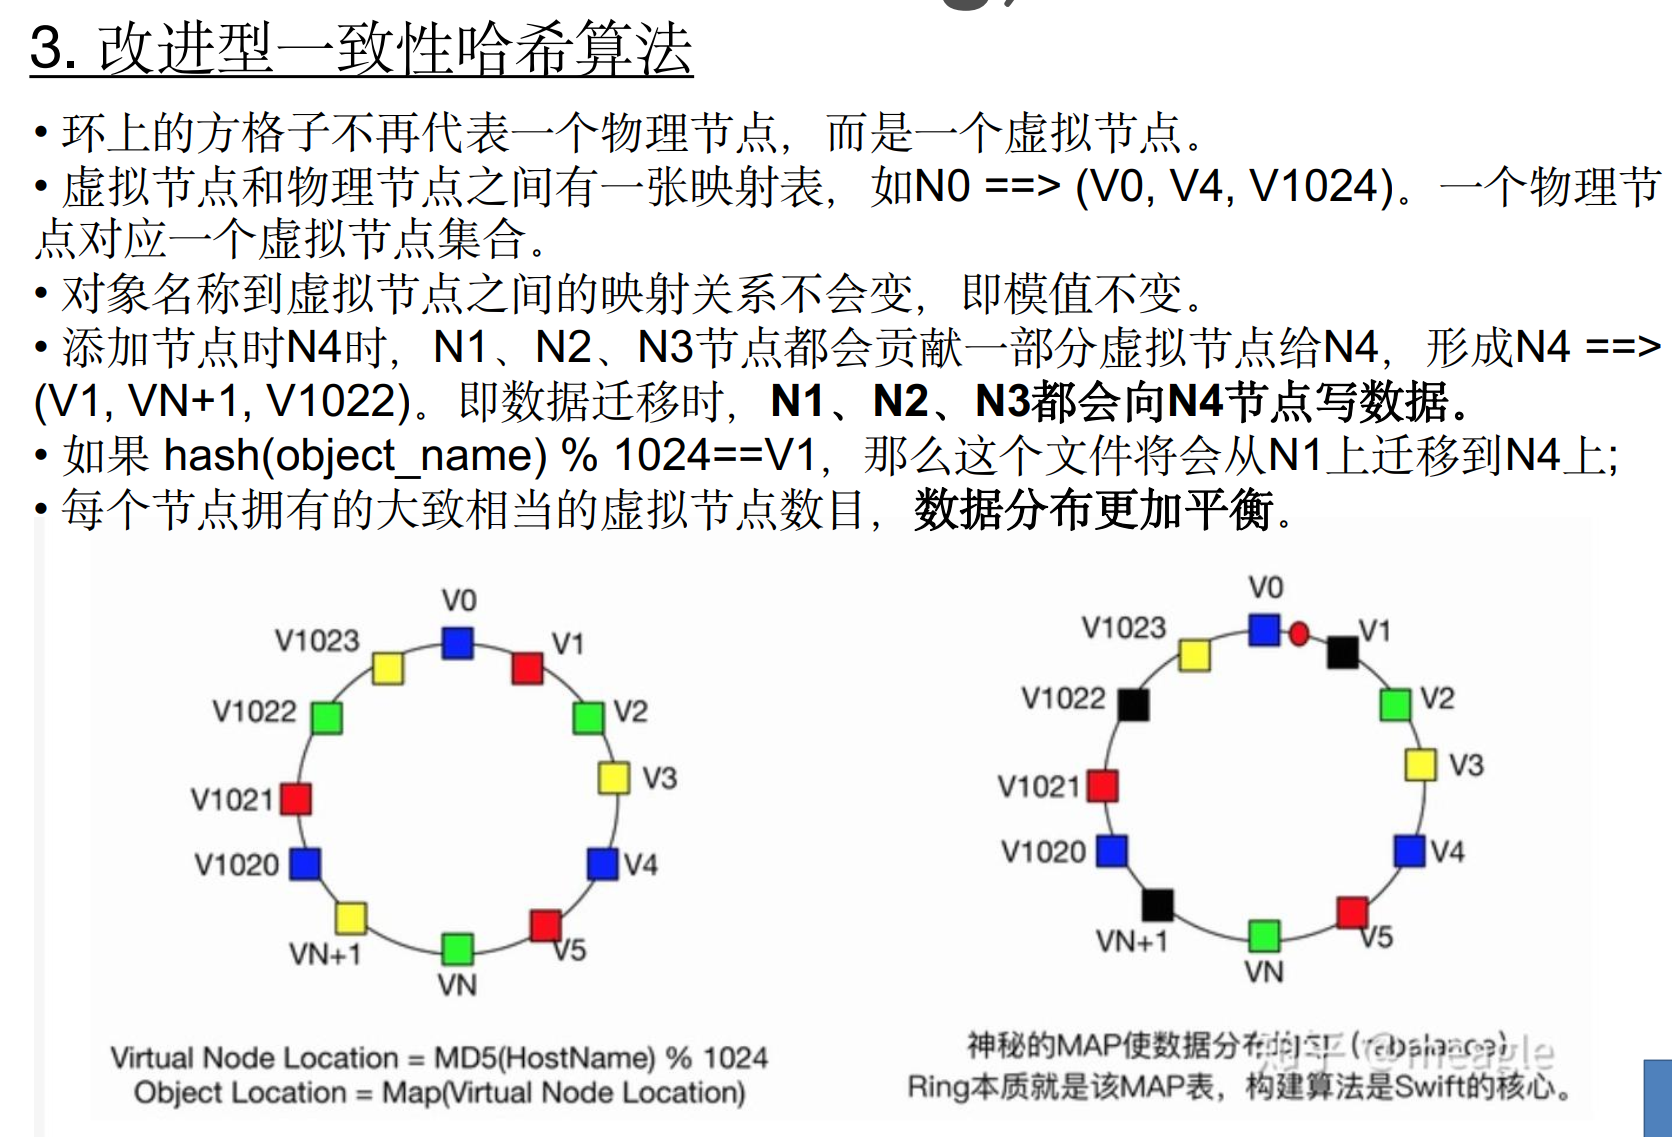 3. 改进型一致性哈希算法
• 环上的方格子不再代表一个物理节点，而是一个虚拟节点。
• 虚拟节点和物理节点之间有一张映射表，如N0 ==> (V0, V4, V1024)。一个物理节
点对应一个虚拟节点集合。
• 对象名称到虚拟节点之间的映射关系不会变，即模值不变。
• 添加节点时N4时，N1、N2、N3节点都会贡献一部分虚拟节点给N4，形成N4 ==>
(V1, VN+1, V1022)。即数据迁移时，N1、N2、N3都会向N4节点写数据。
• 如果 hash(object_name) % 1024==V1，那么这个文件将会从N1上迁移到N4上;
• 每个节点拥有的大致相当的虚拟节点数目，数据分布更加平衡。
V0
V1023
V1
V1022
V2
V3
V1021
V1020
V4
VN+1
V5
VN
Virtual Node Location = MD5(HostName) % 1024
Object Location = Map(Virtual Node Location)
V0
V1023
V1
V1022
V2
V3
V1021
V1020
V4
VN+1
V5
VN
神秘的MAP使数据分布的 (rebalance)
知乎 @meagle
Ring本质就是该MAP表，构建算法是Swift的核心。